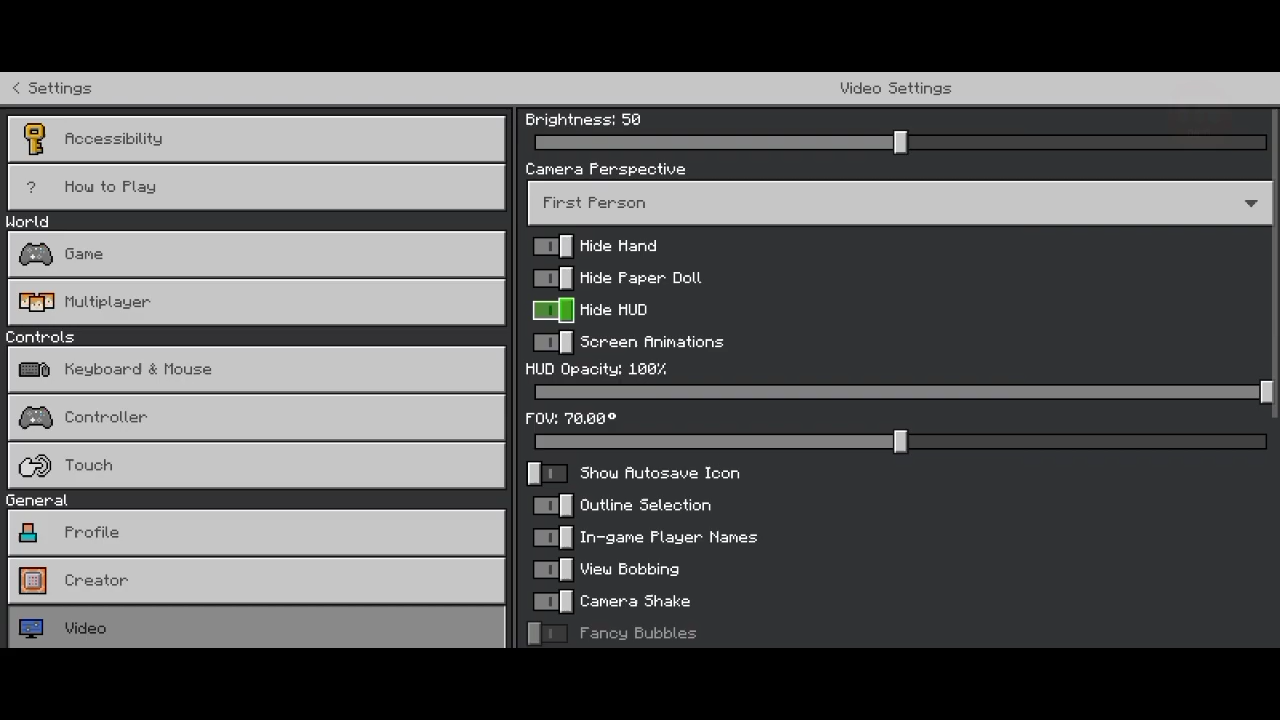 Settings
Video Settings
Accessibility
? How to Play
World
Game
Multiplayer
Controls
Keyboard & Mouse
Controller
Touch
General
Profile
Creator
Video
Brightness: 50
Camera Perspective
First Person
Hide Hand
Hide Paper Doll
Hide HUD
Screen Animations
HUD Opacity: 100%
FOV: 70.00°
Show Autosave Icon
Outline Selection
In-game Player Names
View Bobbing
Camera Shake
Fancy Bubbles